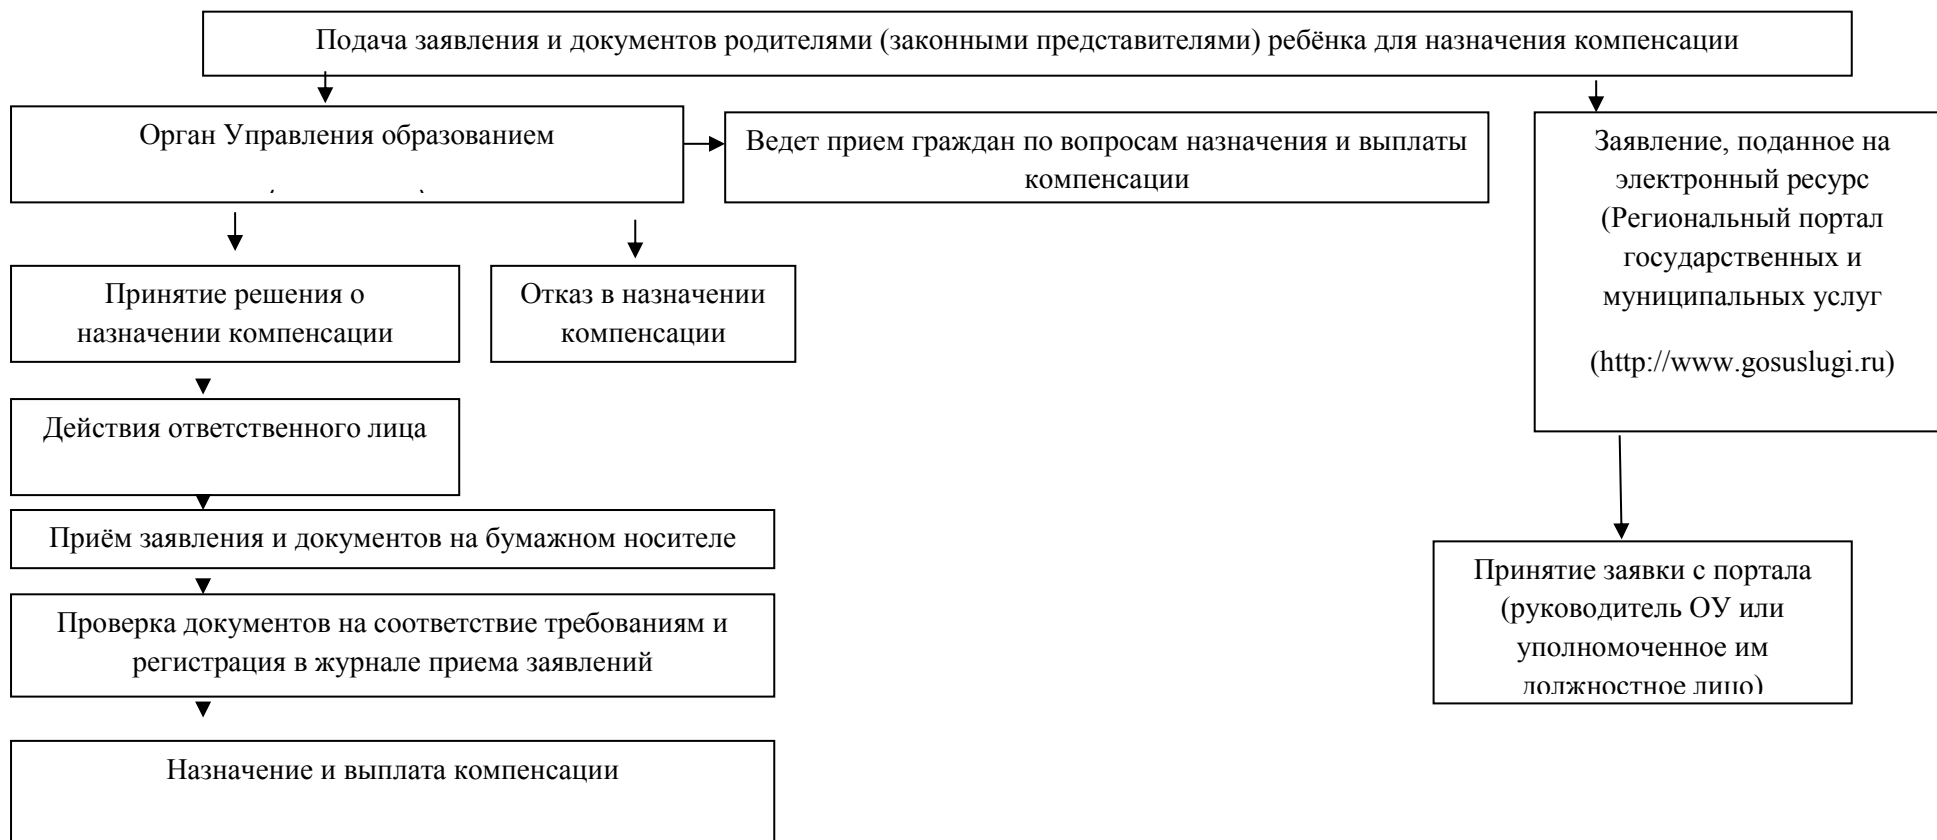 Подача заявления и документов родителями (законными представителями) ребёнка для назначения компенсации
Орган Управления образованием
Ведет прием граждан по вопросам назначения и выплаты
компенсации
Заявление, поданное на
электронный ресурс
(Региональный портал
государственных и
муниципальных услуг
(http://www.gosuslugi.ru)
Принятие решения о
назначении компенсации
Отказ в назначении
компенсации
Действия ответственного лица
Приём заявления и документов на бумажном носителе
Проверка документов на соответствие требованиям и
регистрация в журнале приема заявлений
Назначение и выплата компенсации
Принятие заявки с портала
(руководитель ОУ или
уполномоченное им
должностное лицо)